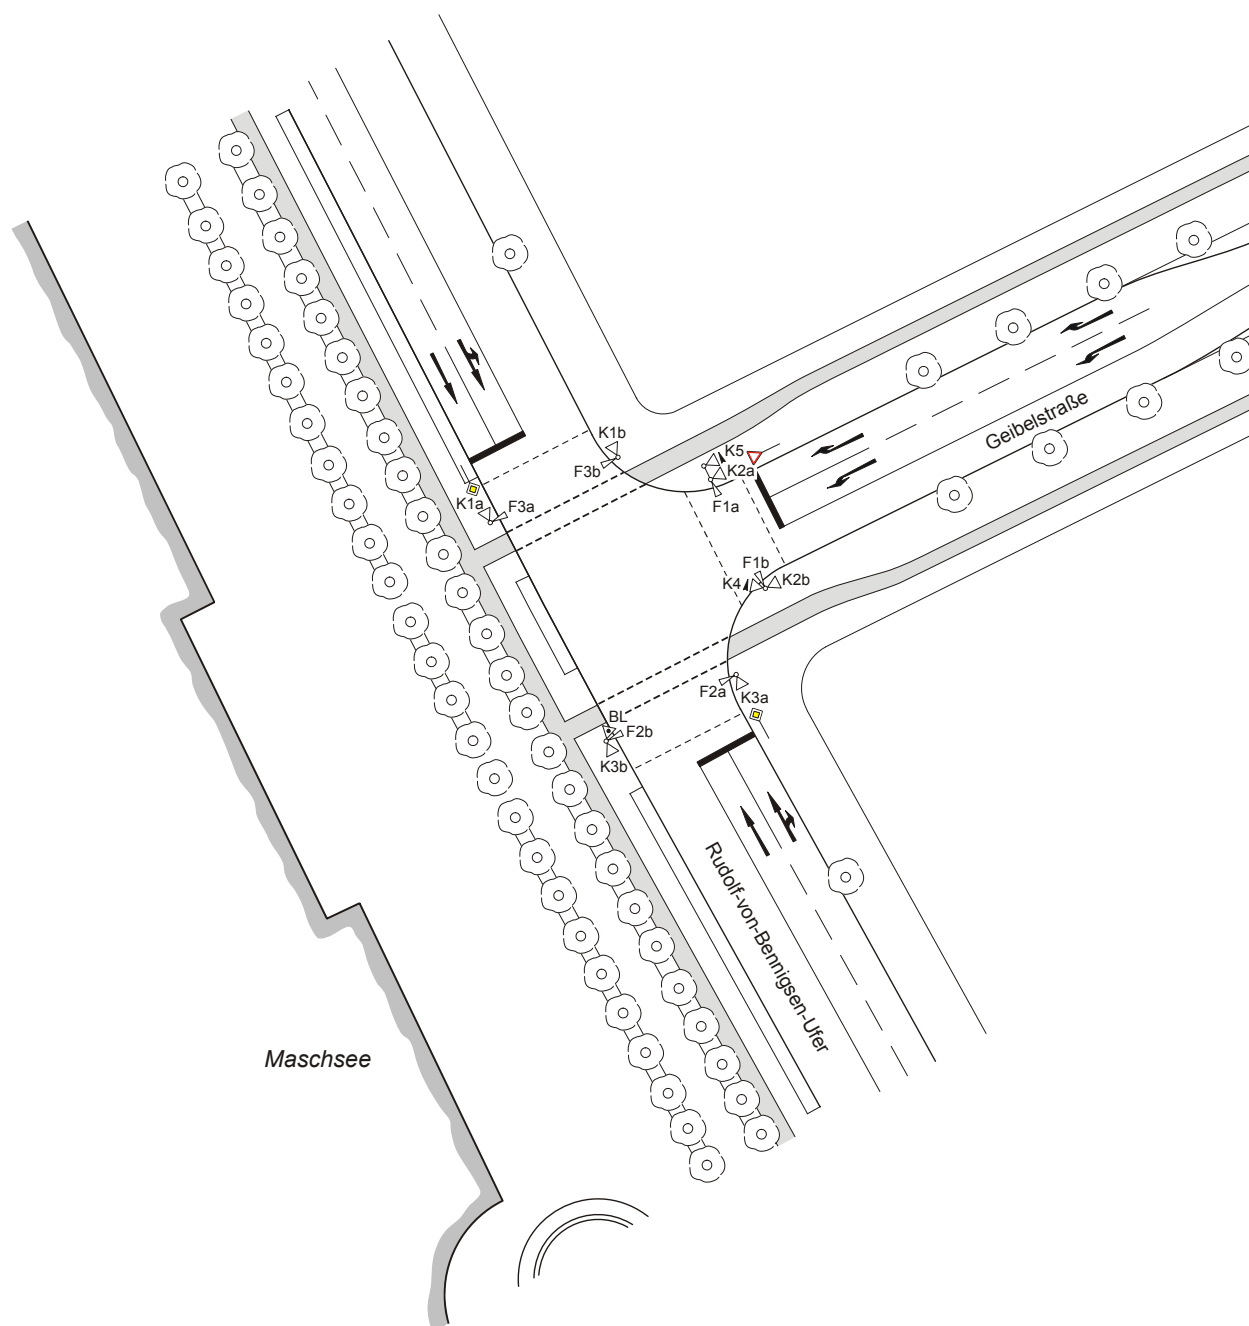 K1b
F3b
K5
K2a
F1a
Geibelstraße
K1a
F3a
F1b
K4
K2b
F2a
K3a
BL
F2b
K3b
Rudolf-von-Bennigsen-Ufer
Maschsee